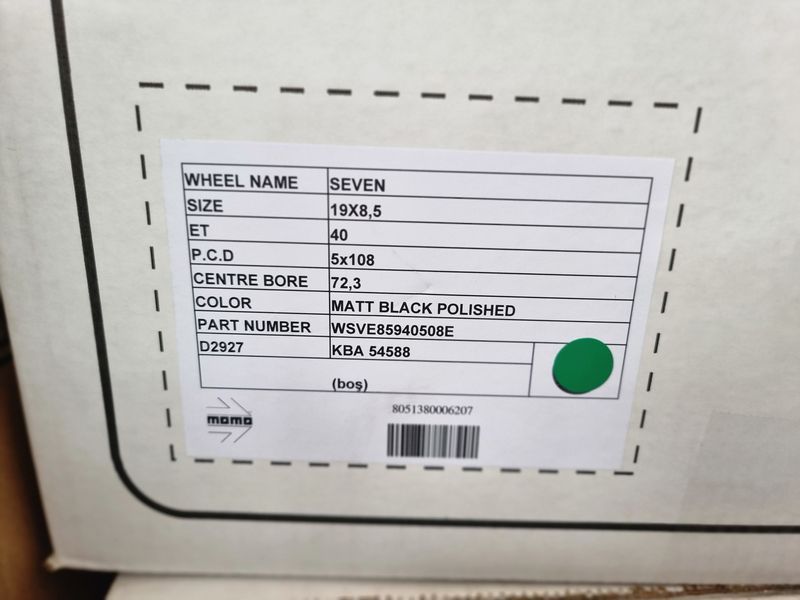 WHEEL NAME SEVEN
SIZE 19X8,5
ET 40
P.C.D 5x108
CENTRE BORE 72,3
COLOR MATT BLACK POLISHED
PART NUMBER WSVE85940508E
D2927 KBA 54588
(boş)
momo
8051380006207